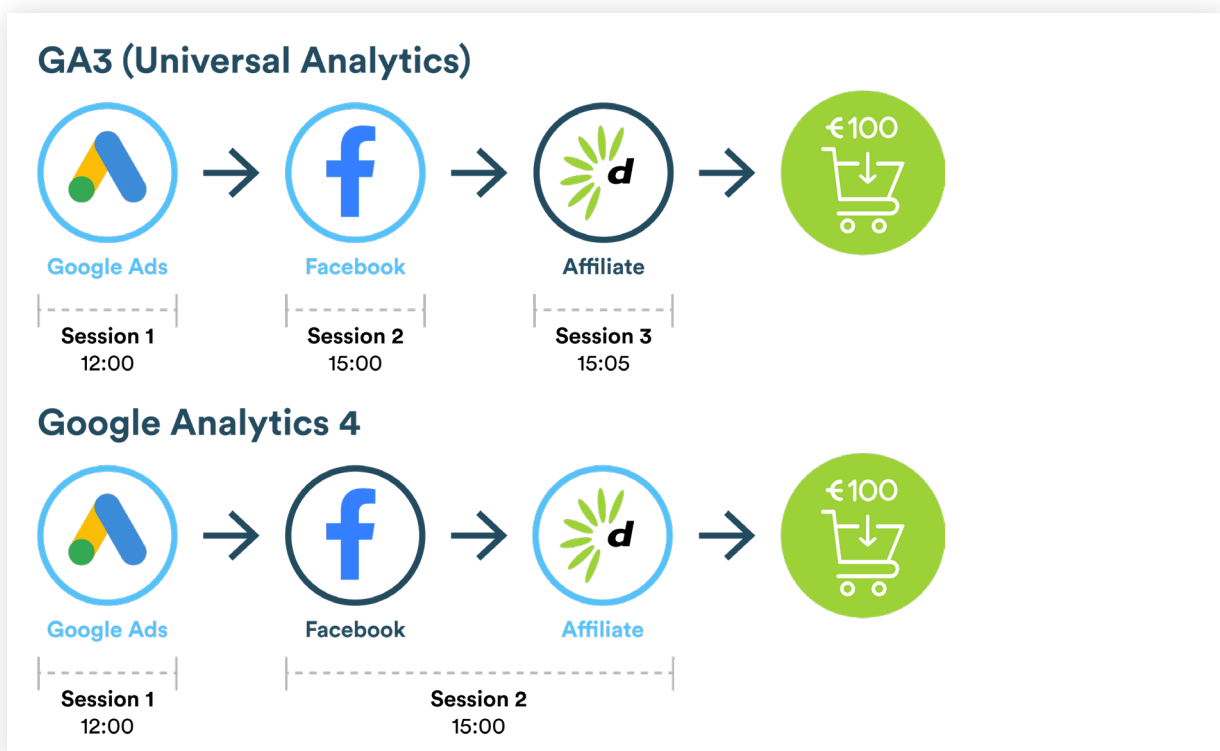 GA3 (Universal Analytics)
€100
d
Google Ads
Facebook
Affiliate
Session 1
Session 2
Session 3
12:00
15:00
15:05
Google Analytics 4
€100
d
Google Ads
Facebook
Affiliate
Session 1
Session 2
12:00
15:00